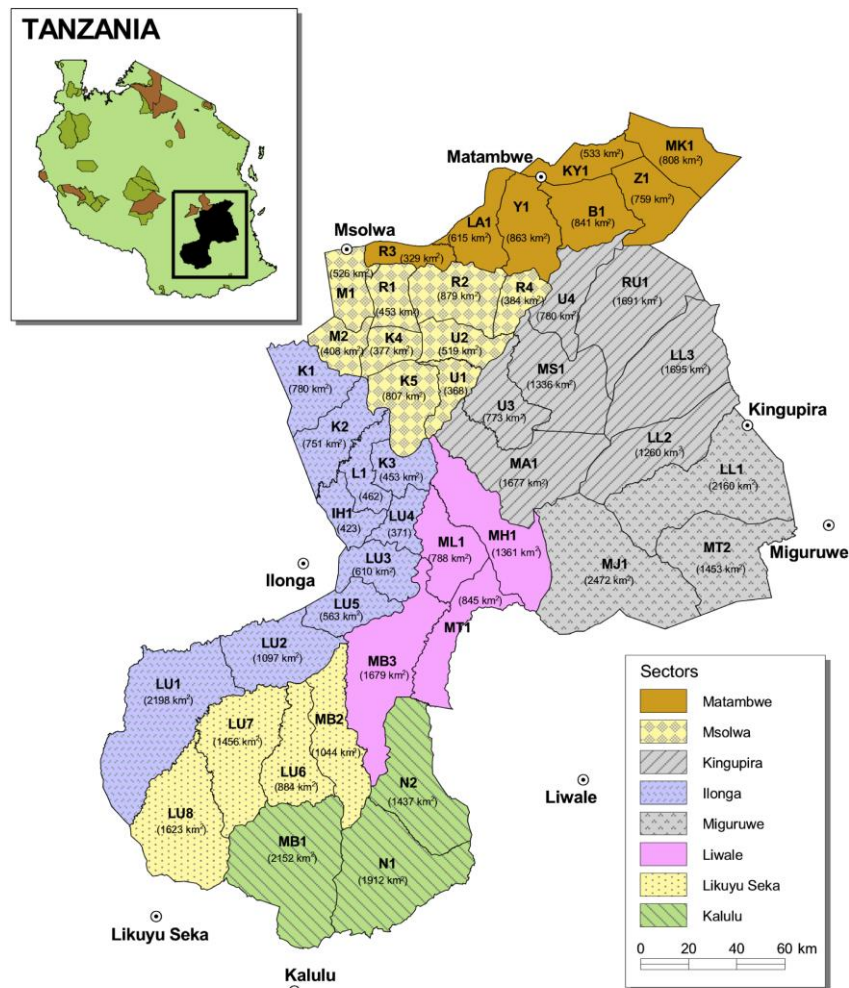 TANZANIA
MK1
(808 km²)
(533 km²)
KY1
Matambwe
Z1
(759 km²)
Y1
(863 km²)
B1
(841 km²)
LA1
(615 km²)
Msolwa
R3
(329 km²)
(526 km²)
M1
R1
(453 km²)
R2
(879 km²)
R4
(384 km²)
U4
(780 km²)
RU1
(1691 km²)
M2
(408 km²)
K4
(377 km²)
U2
(519 km²)
MS1
(1336 km²)
LL3
(1695 km²)
K1
(780 km²)
K5
(807 km²)
U1
(368)
U3
(773 km²)
Kingupira
K2
(751 km²)
LL2
(1260 km²)
K3
(453 km²)
L1
(462)
MA1
(1677 km²)
LL1
(2160 km²)
IH1
(423)
LU4
(371)
ML1
(788 km²)
MH1
(1361 km²)
Miguruwe
MT2
(1453 km²)
MJ1
(2472 km²)
Ilonga
LU3
(610 km²)
LU5
(563 km²)
(845 km²)
MT1
LU2
(1097 km²)
MB3
(1679 km²)
LU1
(2198 km²)
LU7
(1456 km²)
MB2
(1044 km²)
LU6
(884 km²)
N2
(1437 km²)
Liwale
LU8
(1623 km²)
MB1
(2152 km²)
N1
(1912 km²)
Likuyu Seka
Kalulu
Sectors
Matambwe
Msolwa
Kingupira
Ilonga
Miguruwe
Liwale
Likuyu Seka
Kalulu
0 20 40 60 km